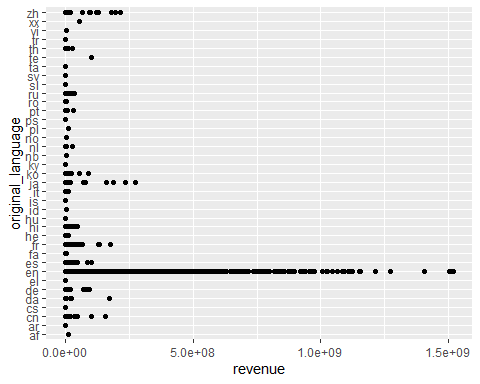 zh
xx
vi
tr
th
te
ta
sv
sl
ru
ro
pt
ps
pl
no
nl
nb
ky
ko
ja
it
is
id
hu
hi
he
fr
fa
es
en
el
de
da
cs
cn
ar
af
original_language
0.0e+00 5.0e+08 1.0e+09 1.5e+09
revenue